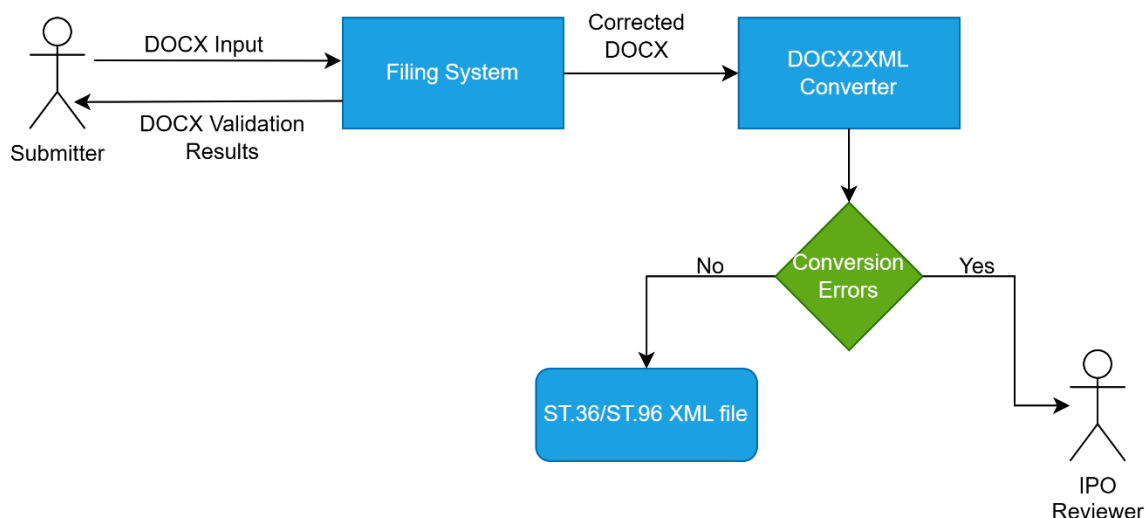 DOCX Input
Filing System
Corrected
DOCX
DOCX2XML
Converter
DOCX Validation
Results
Submitter
No
Conversion
Errors
Yes
ST.36/ST.96 XML file
IPO
Reviewer